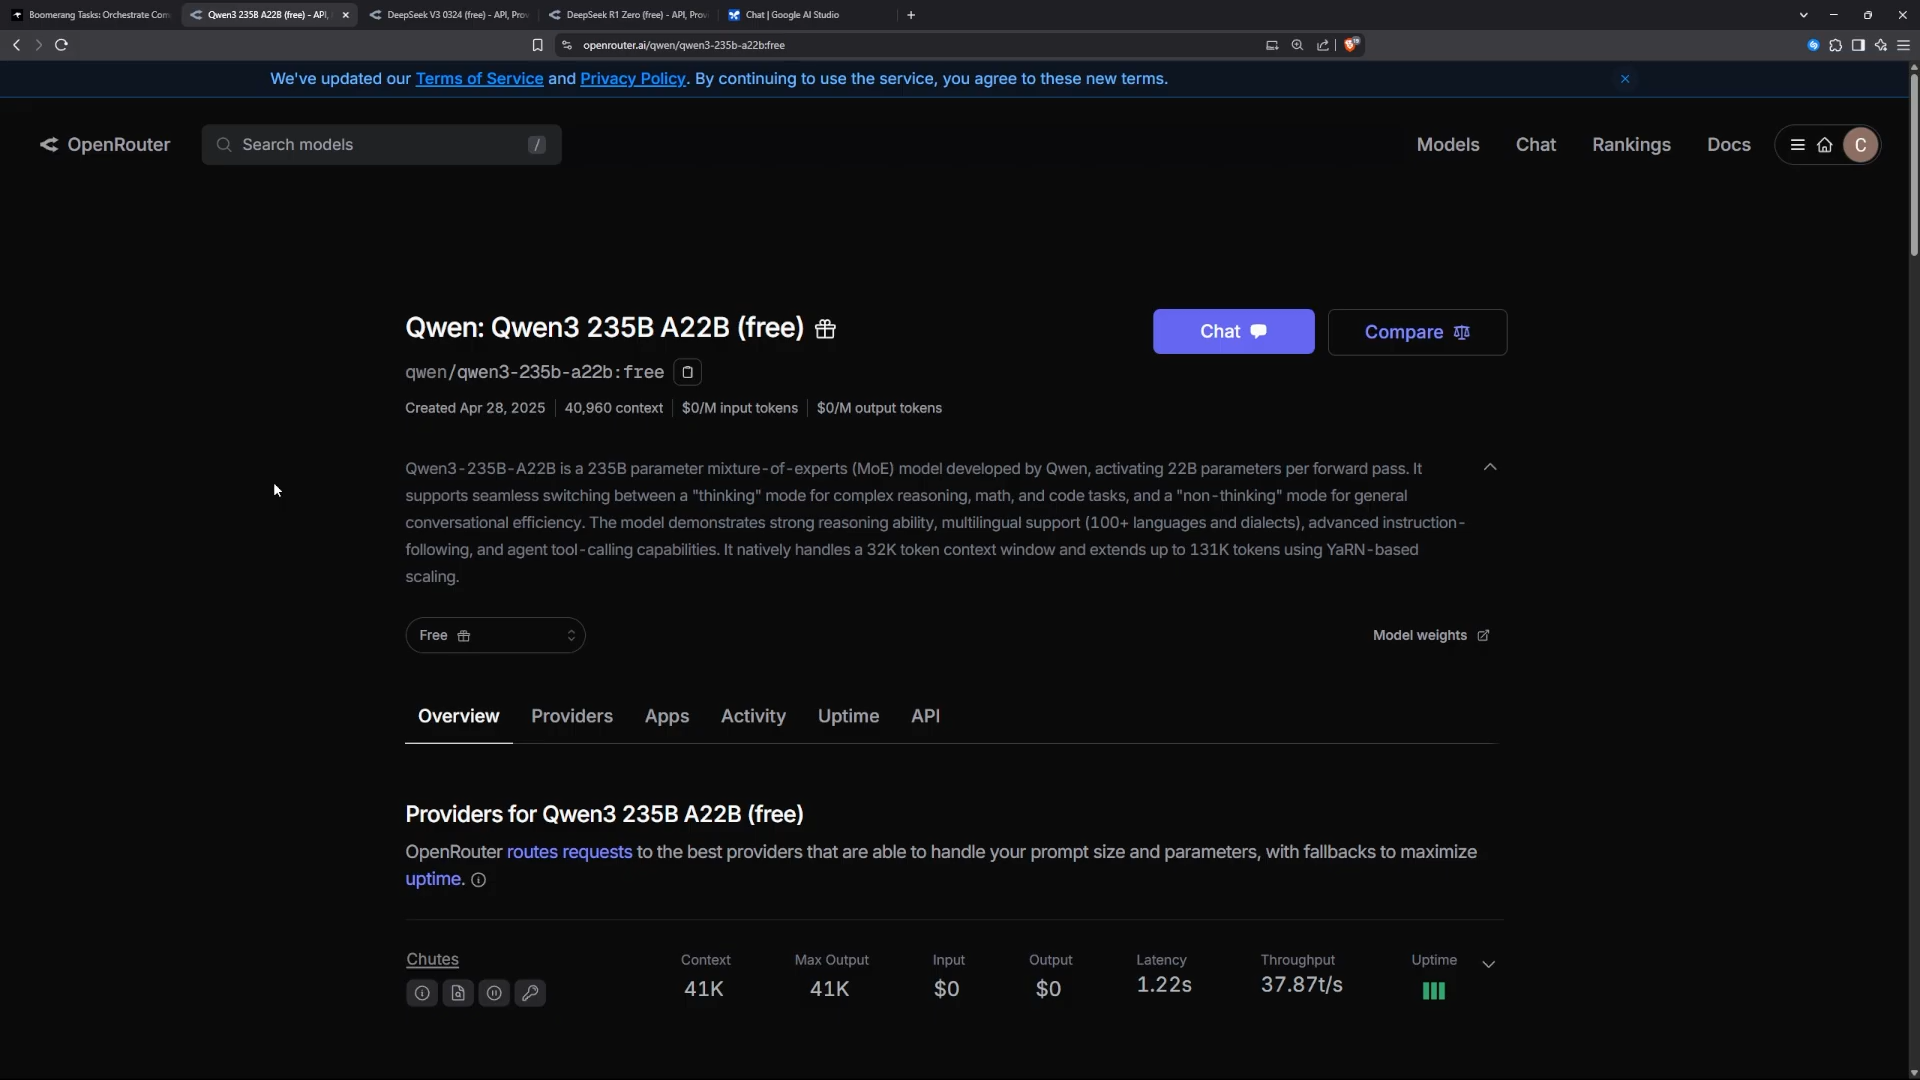 Boomerang Tasks: Orchestrate Com
Qwen3 235B A22B (free) - API,
DeepSeek V3 0324 (free) - API, Prov
DeepSeek R1 Zero (free) - API, Prov
Chat | Google AI Studio
openrouter.ai/qwen/qwen3-235b-a22b:free
We've updated our Terms of Service and Privacy Policy. By continuing to use the service, you agree to these new terms.
OpenRouter
Search models
/
Models
Chat
Rankings
Docs
C
Qwen: Qwen3 235B A22B (free)
Chat
Compare
qwen/qwen3-235b-a22b:free
Created Apr 28, 2025
40,960 context
$0/M input tokens
$0/M output tokens
Qwen3-235B-A22B is a 235B parameter mixture-of-experts (MoE) model developed by Qwen, activating 22B parameters per forward pass. It
supports seamless switching between a "thinking" mode for complex reasoning, math, and code tasks, and a "non-thinking" mode for general
conversational efficiency. The model demonstrates strong reasoning ability, multilingual support (100+ languages and dialects), advanced instruction-
following, and agent tool-calling capabilities. It natively handles a 32K token context window and extends up to 131K tokens using YaRN-based
scaling.
Free
Model weights
Overview
Providers
Apps
Activity
Uptime
API
Providers for Qwen3 235B A22B (free)
OpenRouter routes requests to the best providers that are able to handle your prompt size and parameters, with fallbacks to maximize
uptime.
Chutes
Context
Max Output
Input
Output
Latency
Throughput
Uptime
41K
41K
$0
$0
1.22s
37.87t/s